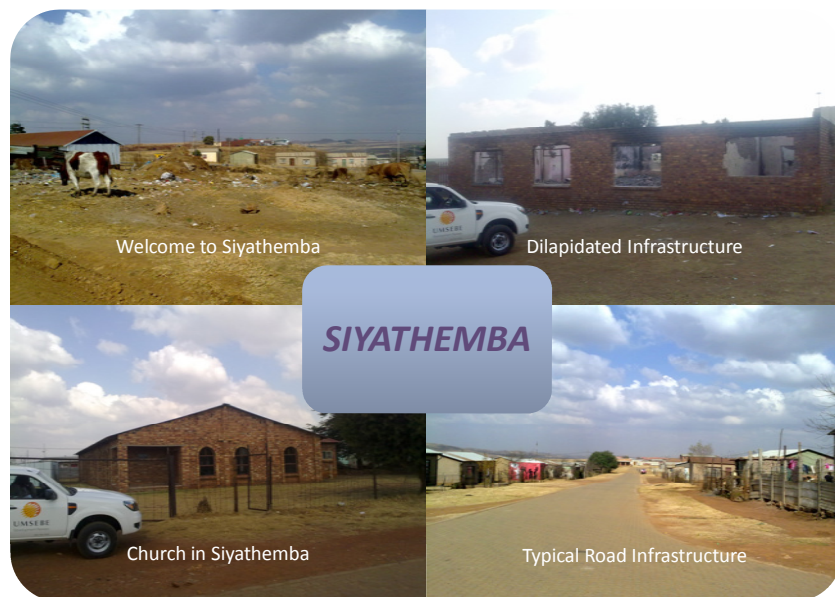 Welcome to Siyathemba
UMSEBE
Dilapidated Infrastructure
SIYATHEMBA
UMSEBE
Church in Siyathemba
Typical Road Infrastructure